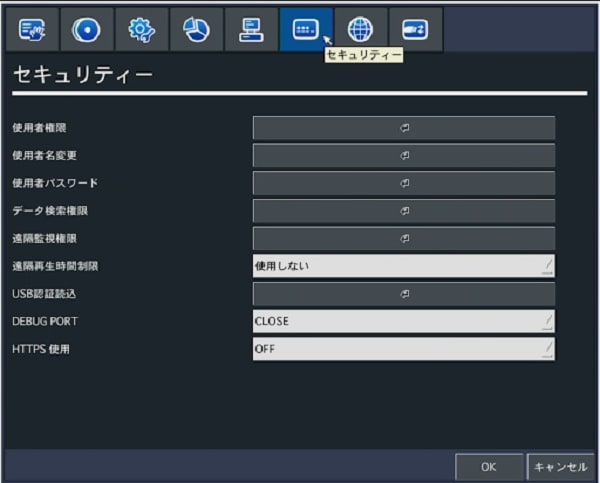 セキュリティー
セキュリティー
使用者権限
使用者名変更
使用者パスワード
データ検索権限
遠隔監視権限
遠隔再生時間制限 使用しない
USB認証読込
DEBUG PORT CLOSE
HTTPS 使用 OFF
OK キャンセル